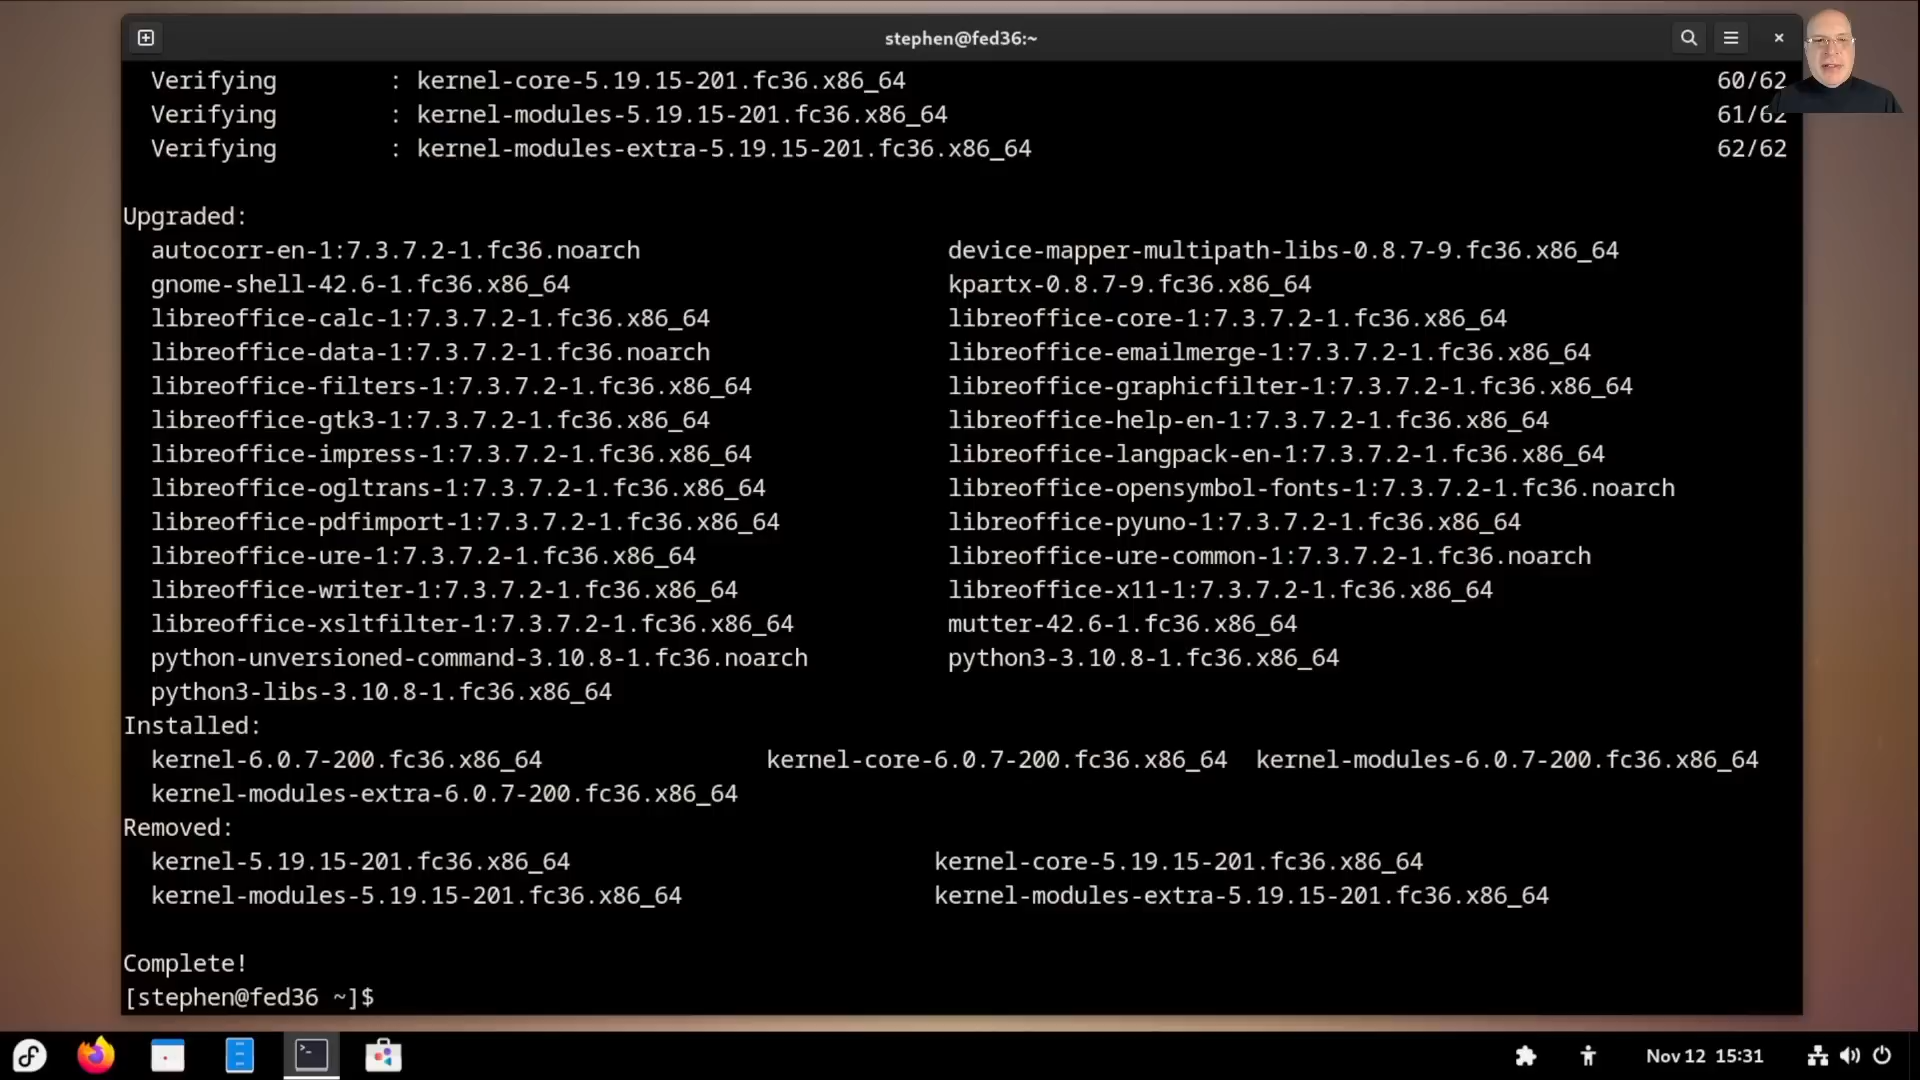 stephen@fed36:~
Verifying : kernel-core-5.19.15-201.fc36.x86_64 60/62
Verifying : kernel-modules-5.19.15-201.fc36.x86_64 61/62
Verifying : kernel-modules-extra-5.19.15-201.fc36.x86_64 62/62
Upgraded:
autocorr-en-1:7.3.7.2-1.fc36.noarch device-mapper-multipath-libs-0.8.7-9.fc36.x86_64
gnome-shell-42.6-1.fc36.x86_64 kpartx-0.8.7-9.fc36.x86_64
libreoffice-calc-1:7.3.7.2-1.fc36.x86_64 libreoffice-core-1:7.3.7.2-1.fc36.x86_64
libreoffice-data-1:7.3.7.2-1.fc36.noarch libreoffice-emailmerge-1:7.3.7.2-1.fc36.x86_64
libreoffice-filters-1:7.3.7.2-1.fc36.x86_64 libreoffice-graphicfilter-1:7.3.7.2-1.fc36.x86_64
libreoffice-gtk3-1:7.3.7.2-1.fc36.x86_64 libreoffice-help-en-1:7.3.7.2-1.fc36.x86_64
libreoffice-impress-1:7.3.7.2-1.fc36.x86_64 libreoffice-langpack-en-1:7.3.7.2-1.fc36.x86_64
libreoffice-ogltrans-1:7.3.7.2-1.fc36.x86_64 libreoffice-opensymbol-fonts-1:7.3.7.2-1.fc36.noarch
libreoffice-pdfimport-1:7.3.7.2-1.fc36.x86_64 libreoffice-pyuno-1:7.3.7.2-1.fc36.x86_64
libreoffice-ure-1:7.3.7.2-1.fc36.x86_64 libreoffice-ure-common-1:7.3.7.2-1.fc36.noarch
libreoffice-writer-1:7.3.7.2-1.fc36.x86_64 libreoffice-x11-1:7.3.7.2-1.fc36.x86_64
libreoffice-xsltfilter-1:7.3.7.2-1.fc36.x86_64 mutter-42.6-1.fc36.x86_64
python-unversioned-command-3.10.8-1.fc36.noarch python3-3.10.8-1.fc36.x86_64
python3-libs-3.10.8-1.fc36.x86_64
Installed:
kernel-6.0.7-200.fc36.x86_64 kernel-core-6.0.7-200.fc36.x86_64 kernel-modules-6.0.7-200.fc36.x86_64
kernel-modules-extra-6.0.7-200.fc36.x86_64
Removed:
kernel-5.19.15-201.fc36.x86_64 kernel-core-5.19.15-201.fc36.x86_64
kernel-modules-5.19.15-201.fc36.x86_64 kernel-modules-extra-5.19.15-201.fc36.x86_64
Complete!
[stephen@fed36 ~]$
Nov 12 15:31